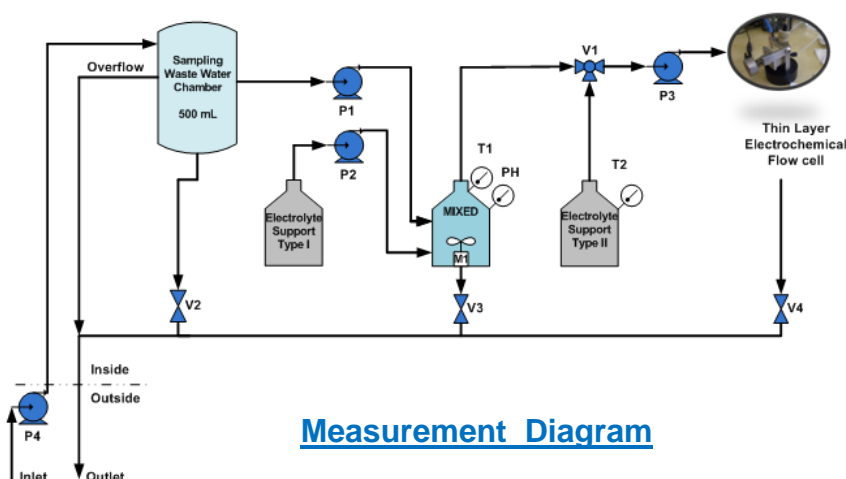 Sampling
Waste Water
Chamber
500 mL
Overflow
P1
P2
Electrolyte
Support
Type I
T1
PH
MIXED
M1
V1
P3
T2
Electrolyte
Support
Type II
Thin Layer
Electrochemical
Flow cell
V2
V3
V4
Inside
Outside
P4
Inlet
Outlet
Measurement Diagram